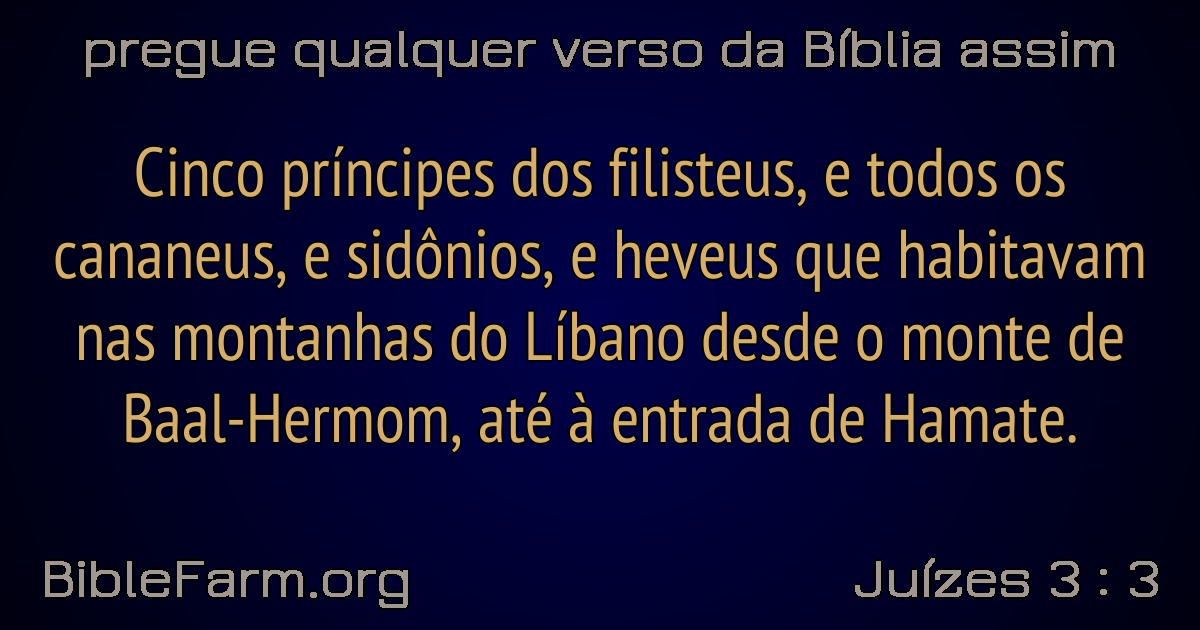 pregue qualquer verso da Bíblia assim
Cinco príncipes dos filisteus, e todos os
cananeus, e sidônios, e heveus que habitavam
nas montanhas do Líbano desde o monte de
Baal-Hermom, até à entrada de Hamate.
BibleFarm.org
Juízes 3 : 3